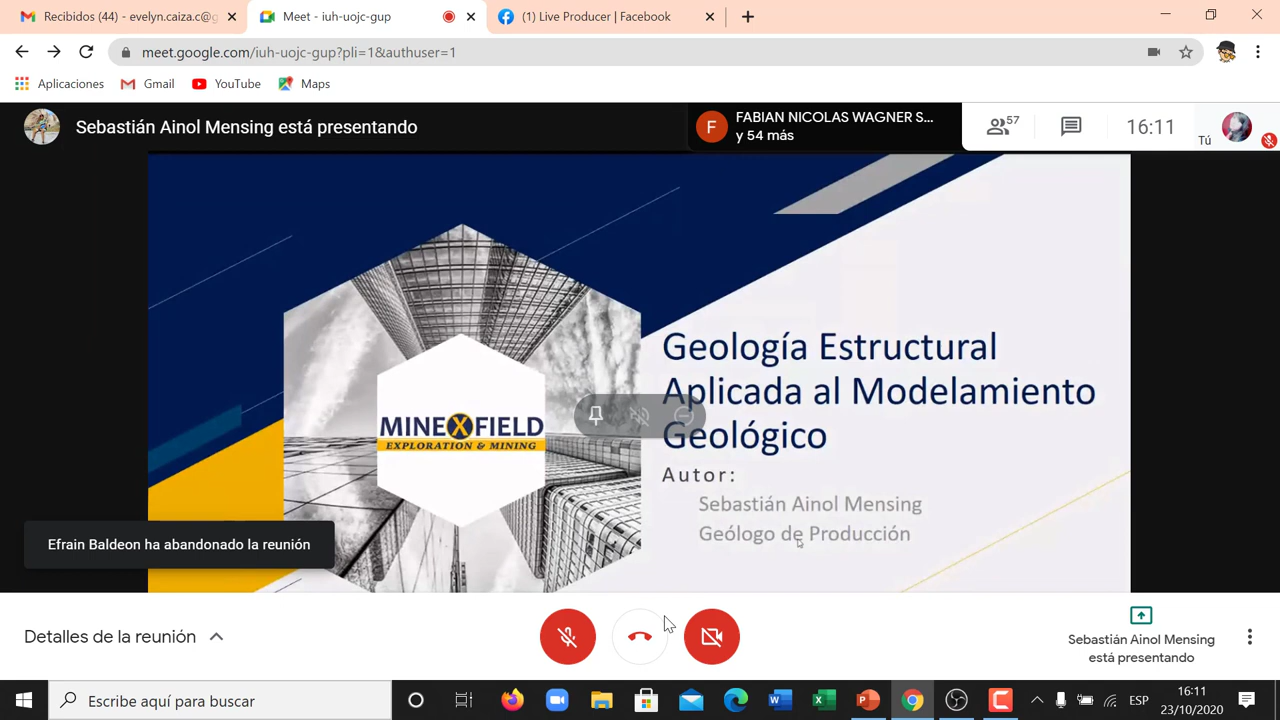 Recibidos (44) - evelyn.caiza.c@g
Meet - iuh-uojc-gup
(1) Live Producer | Facebook
meet.google.com/iuh-uojc-gup?pli=1&authuser=1
Aplicaciones
Gmail
YouTube
Maps
Sebastián Ainol Mensing está presentando
F
FABIAN NICOLAS WAGNER S...
y 54 más
57
16:11
Tú
Geología Estructural
Aplicada al Modelamiento
Geológico
MINEXFIELD
EXPLORATION & MINING
Autor:
Sebastián Ainol Mensing
Geólogo de Producción
Efrain Baldeon ha abandonado la reunión
Detalles de la reunión
Sebastián Ainol Mensing
está presentando
Escribe aquí para buscar
ESP
16:11
23/10/2020